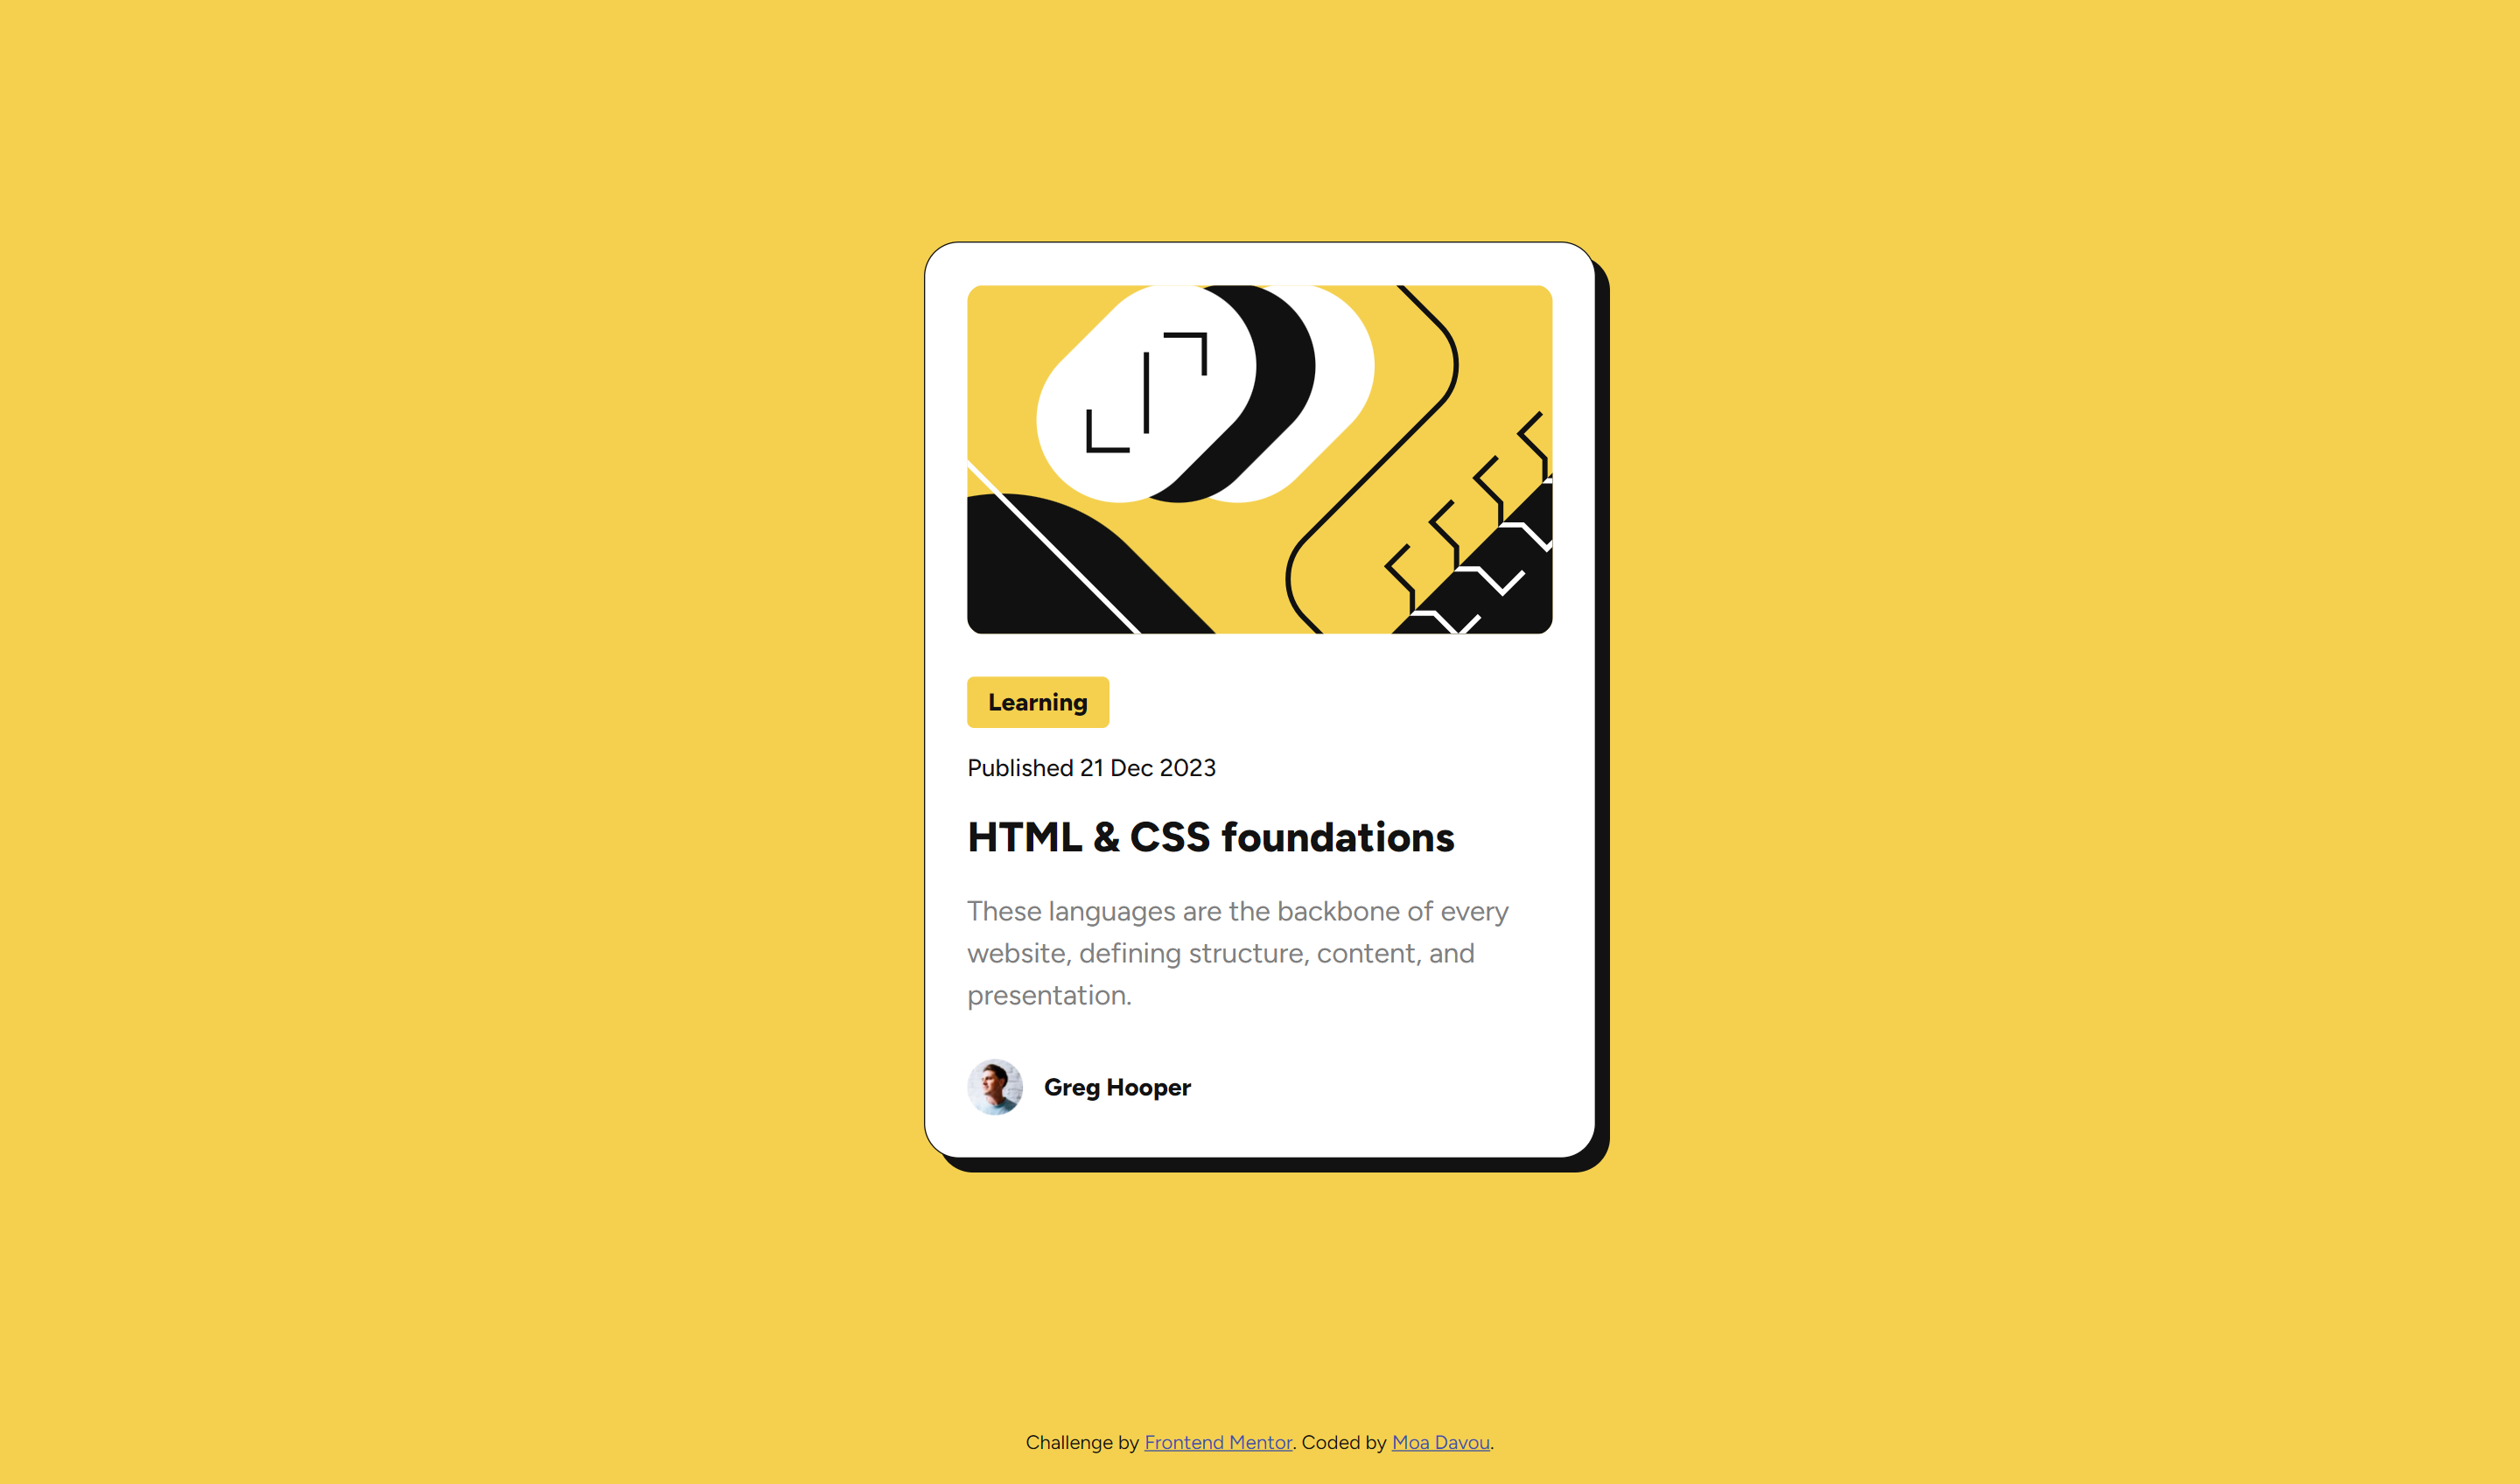 Learning
Published 21 Dec 2023
HTML & CSS foundations
These languages are the backbone of every
website, defining structure, content, and
presentation.
Greg Hooper
Challenge by Frontend Mentor. Coded by Moa Davou.